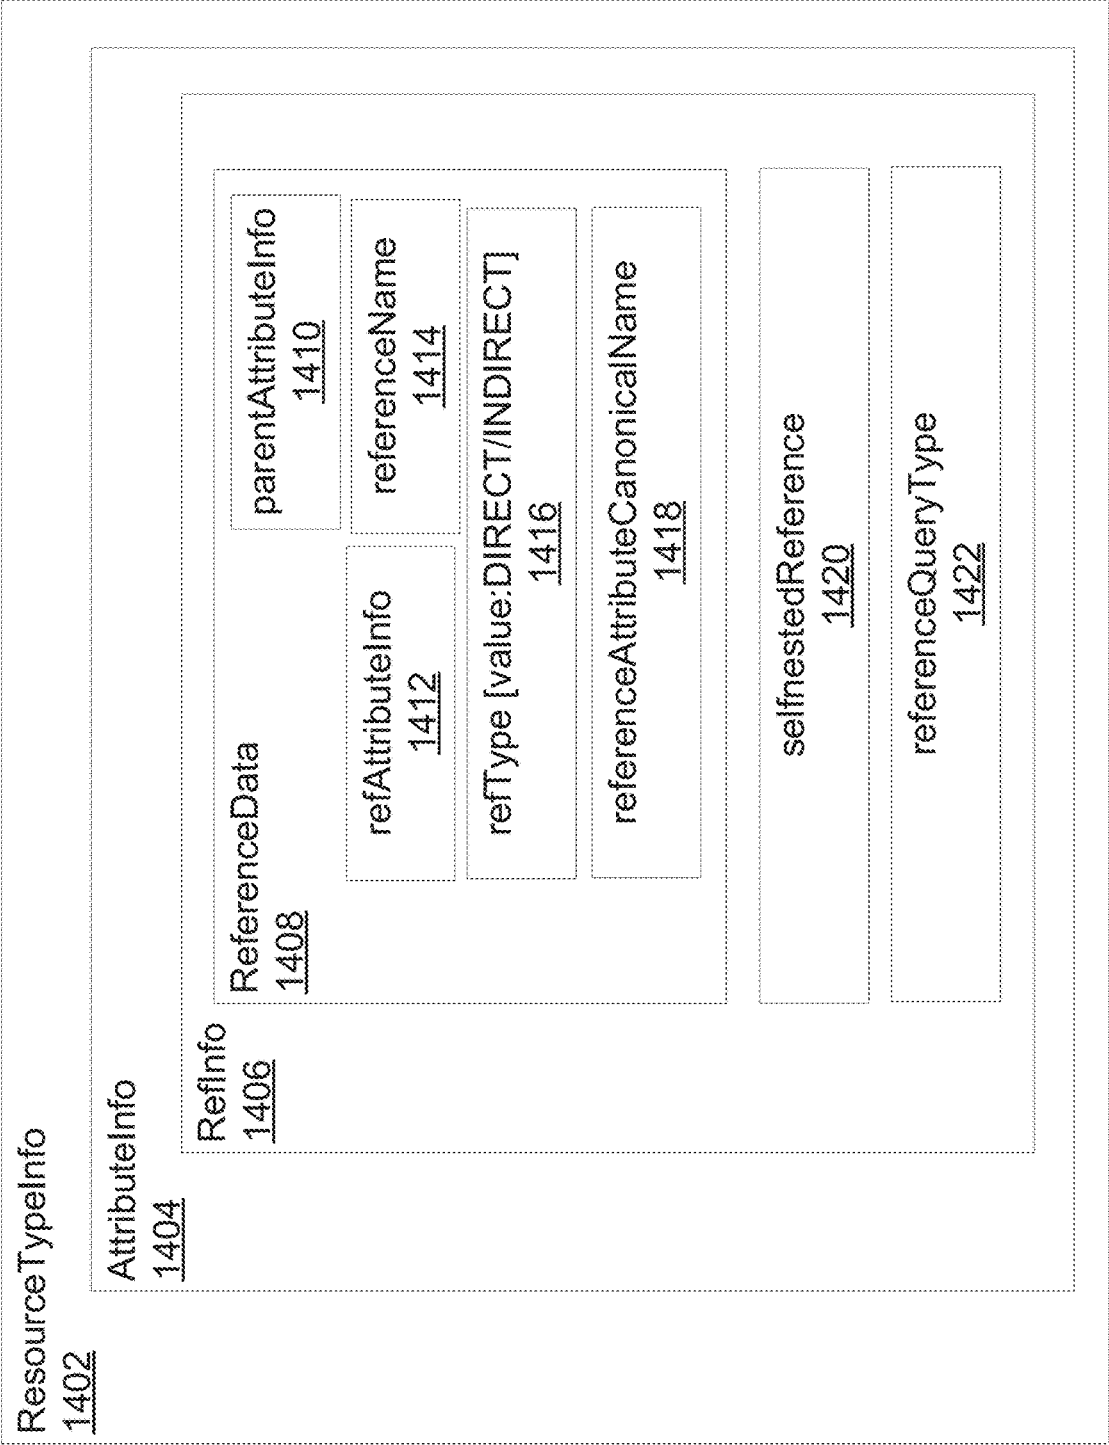 ResourceTypeInfo
1402
AttributeInfo
1404
RefInfo
1406
ReferenceData
1408
parentAttributeInfo
1410
refAttributeInfo
1412
referenceName
1414
refType [value:DIRECT/INDIRECT]
1416
referenceAttributeCanonicalName
1418
selfnestedReference
1420
referenceQueryType
1422